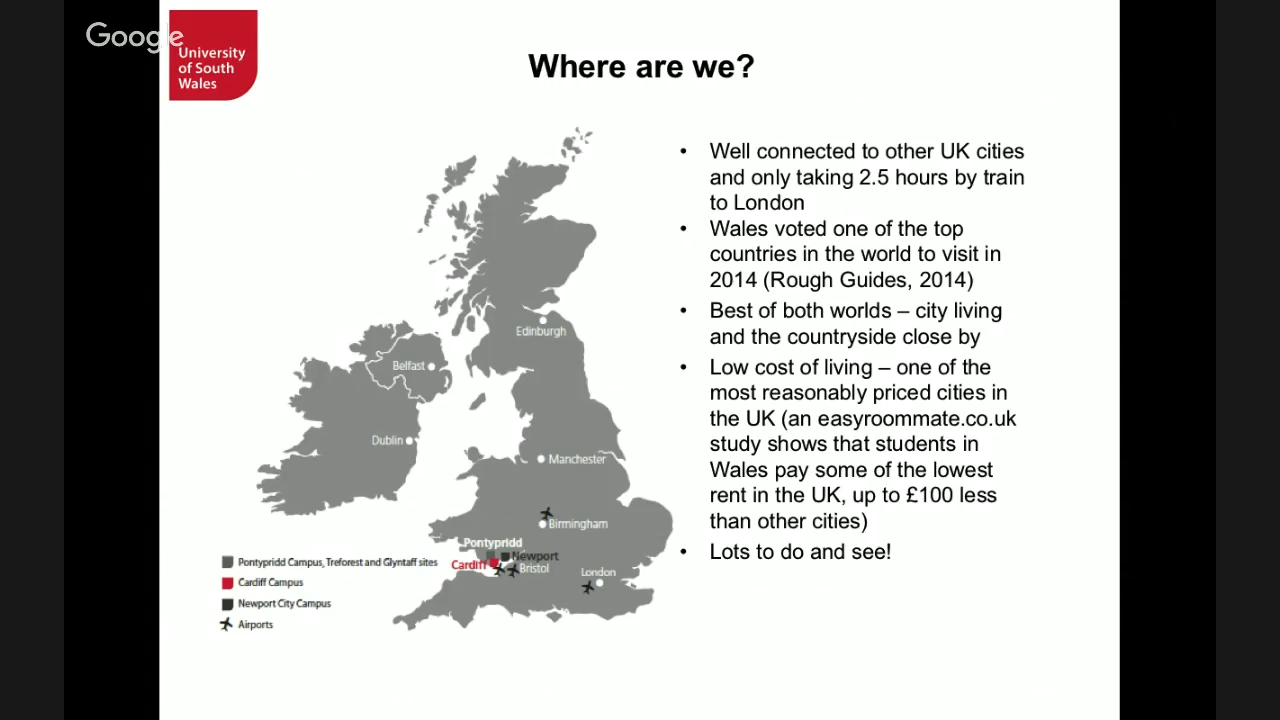 Google
University
of South
Wales
Where are we?
• Well connected to other UK cities
and only taking 2.5 hours by train
to London
• Wales voted one of the top
countries in the world to visit in
2014 (Rough Guides, 2014)
• Best of both worlds – city living
and the countryside close by
• Low cost of living – one of the
most reasonably priced cities in
the UK (an easyroommate.co.uk
study shows that students in
Wales pay some of the lowest
rent in the UK, up to £100 less
than other cities)
• Lots to do and see!
Edinburgh
Belfast
Dublin
Manchester
Birmingham
Pontypridd
Newport
Cardiff
Bristol
London
Pontypridd Campus, Treforest and Glyntaff sites
Cardiff Campus
Newport City Campus
Airports